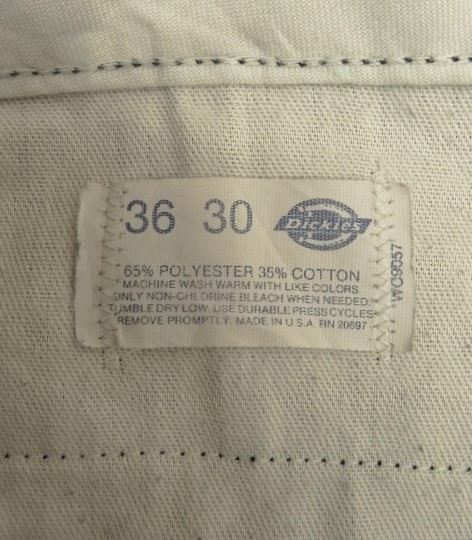 36 30 Dickies
65% POLYESTER 35% COTTON
MACHINE WASH WARM WITH LIKE COLORS.
ONLY NON-CHLORINE BLEACH WHEN NEEDED.
TUMBLE DRY LOW. USE DURABLE PRESS CYCLES
REMOVE PROMPTLY. MADE IN U.S.A. RN 20697
WC9057